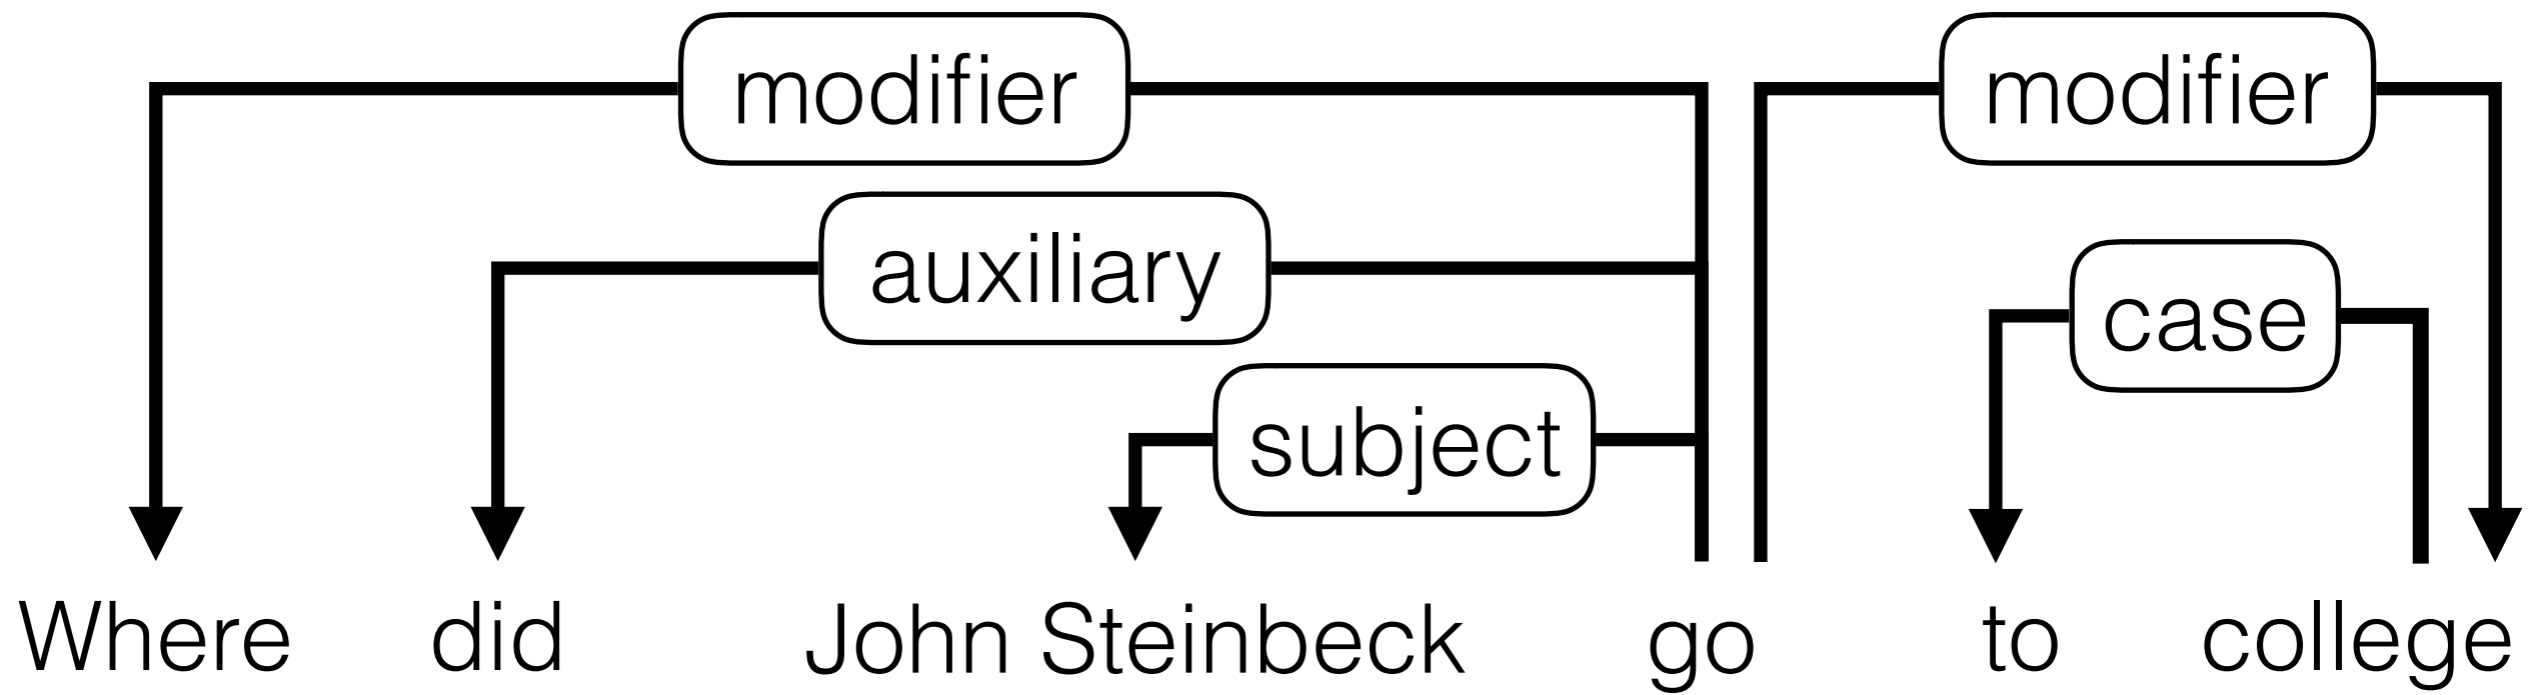 modifier modifier
auxiliary
case
subject
Where did John Steinbeck go to college